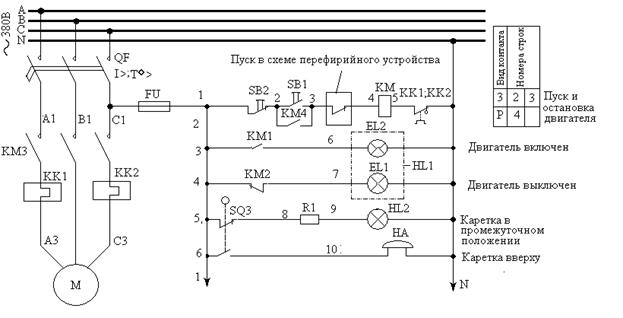 ~380В
A
B
C
N
QF
I>;T°>
Пуск в схеме перефирийного устройства
FU
1
SB2
2
SB1
3
4
KM
5
KK1;KK2
KM4
2
Вид контакта
Номера строк
З
2
3
Р
4
Пуск и
остановка
двигателя
A1
B1
C1
KM3
3
KM1
6
EL2
Двигатель включен
HL1
KK1
KK2
4
KM2
7
EL1
Двигатель выключен
5,
SQ3
8
R1
9
HL2
Каретка в
промежуточном
положении
A3
C3
6
10
HA
Каретка вверху
M
1
N